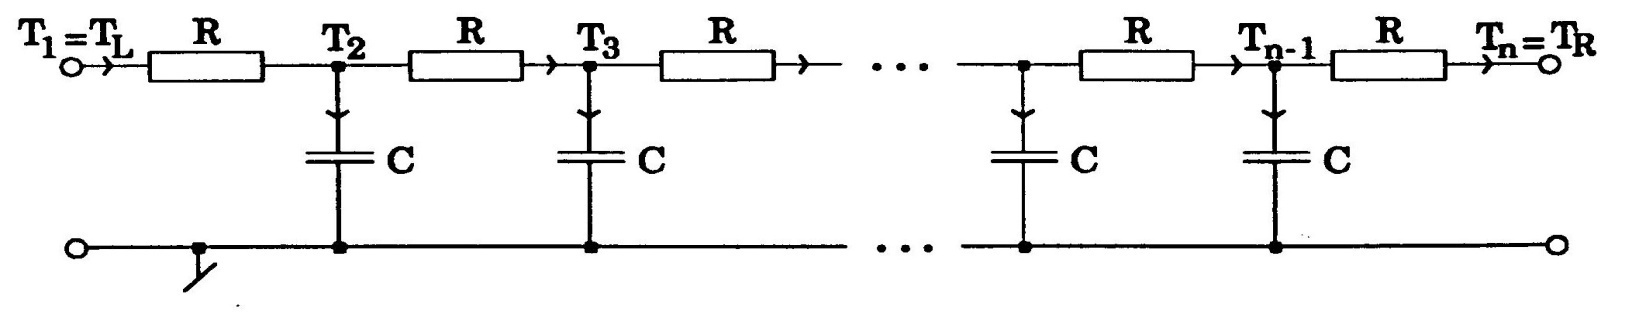 T1=TL R T2 R T3 R ... R Tn-1 R Tn=TR
C C C C